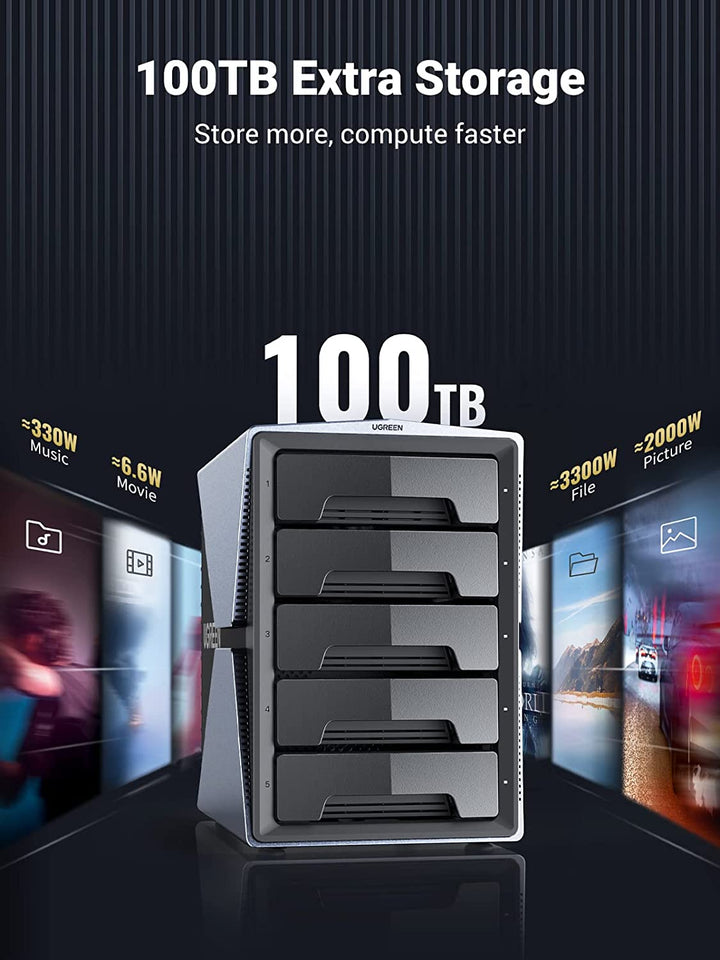 100TB Extra Storage
Store more, compute faster
100TB
UGREEN
≈330W
Music
≈6.6W
Movie
≈3300W
File
≈2000W
Picture
1
2
3
4
5
UGREEN